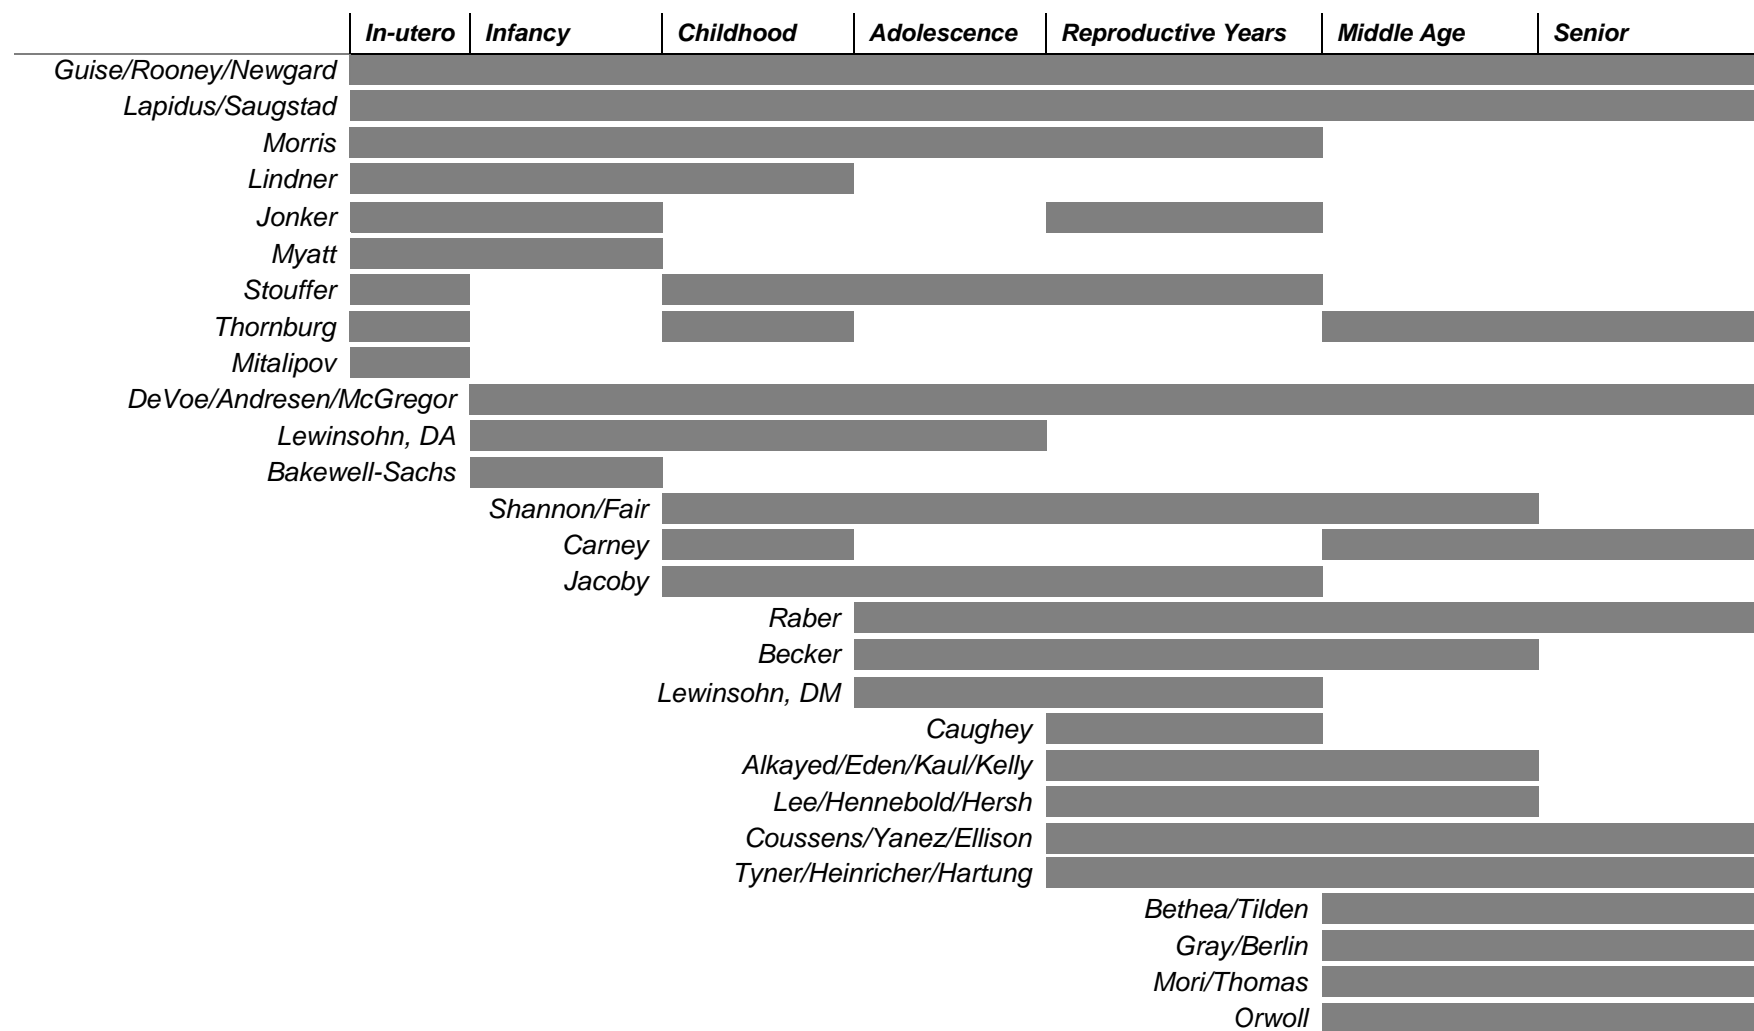 In-utero Infancy Childhood Adolescence Reproductive Years Middle Age Senior
Guise/Rooney/Newgard
Lapidus/Saugstad
Morris
Lindner
Jonker
Myatt
Stouffer
Thornburg
Mitalipov
DeVoe/Andresen/McGregor
Lewinsohn, DA
Bakewell-Sachs
Shannon/Fair
Carney
Jacoby
Raber
Becker
Lewinsohn, DM
Caughey
Alkayed/Eden/Kaul/Kelly
Lee/Hennebold/Hersh
Coussens/Yanez/Ellison
Tyner/Heinricher/Hartung
Bethea/Tilden
Gray/Berlin
Mori/Thomas
Orwoll